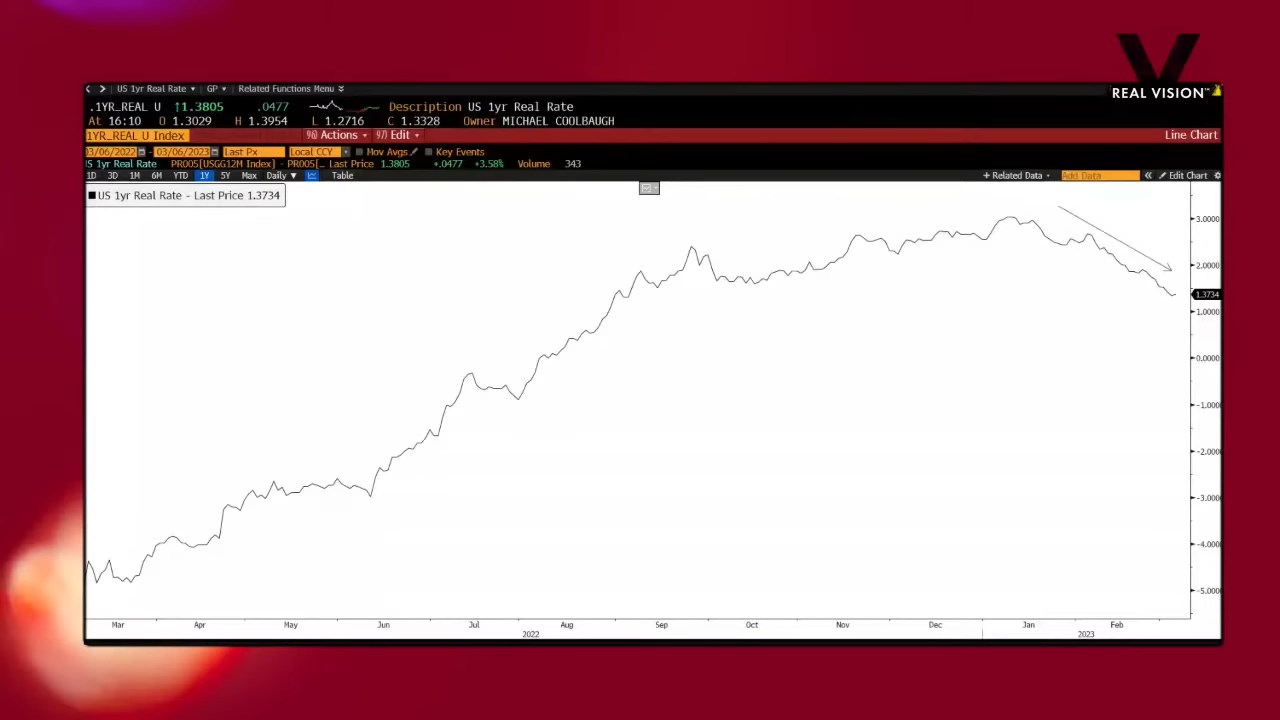 REAL VISION™
US 1yr Real Rate GP Related Functions Menu
.1YR_REAL U ↑1.3805 .0477 Description US 1yr Real Rate
At 16:10 O 1.3029 H 1.3954 L 1.2716 C 1.3328 Owner MICHAEL COOLBAUGH
1YR_REAL U Index 96) Actions 97) Edit Line Chart
03/06/2022 - 03/06/2023 Last Px Local CCY Mov Avgs Key Events
US 1yr Real Rate PR005[USGG12M Index] - PR005[... Last Price 1.3805 +.0477 +3.58% Volume 343
1D 3D 1M 6M YTD 1Y 5Y Max Daily ▼ Table + Related Data Add Data « Edit Chart
US 1yr Real Rate - Last Price 1.3734
3.0000
2.0000
1.3734
1.0000
0.0000
-1.0000
-2.0000
-3.0000
-4.0000
-5.0000
Mar Apr May Jun Jul Aug Sep Oct Nov Dec Jan Feb
2022 2023